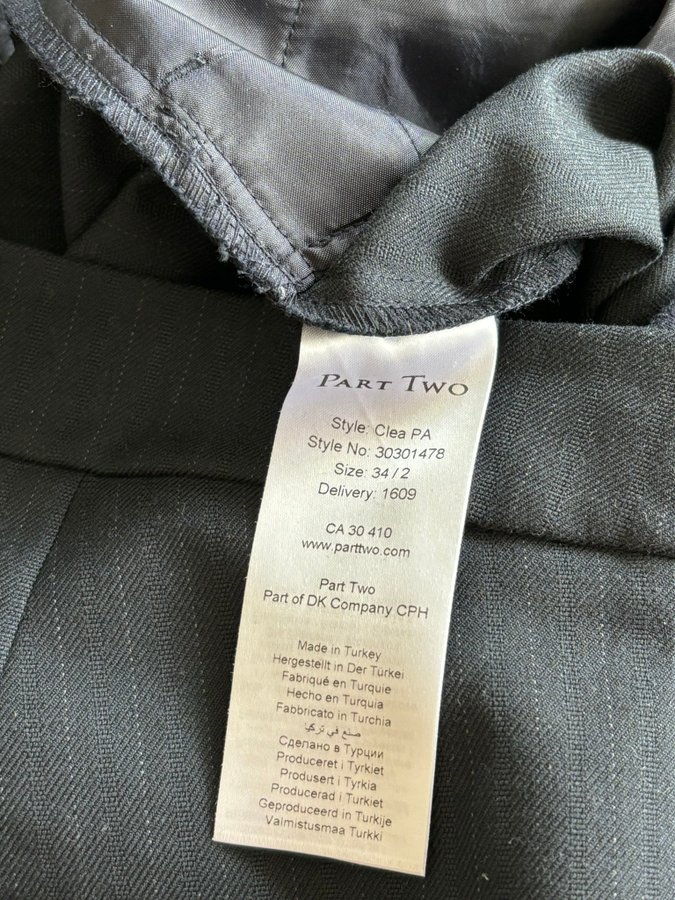 PART TWO
Style: Clea PA
Style No: 30301478
Size: 34 / 2
Delivery: 1609
CA 30 410
www.parttwo.com
Part Two
Part of DK Company CPH
Made in Turkey
Hergestellt in Der Türkei
Fabriqué en Turquie
Hecho en Turquia
Fabbricato in Turchia
صنع في تركيا
Сделано в Турции
Produceret i Tyrkiet
Produsert i Tyrkia
Producerad i Turkiet
Geproduceerd in Turkije
Valmistusmaa Turkki